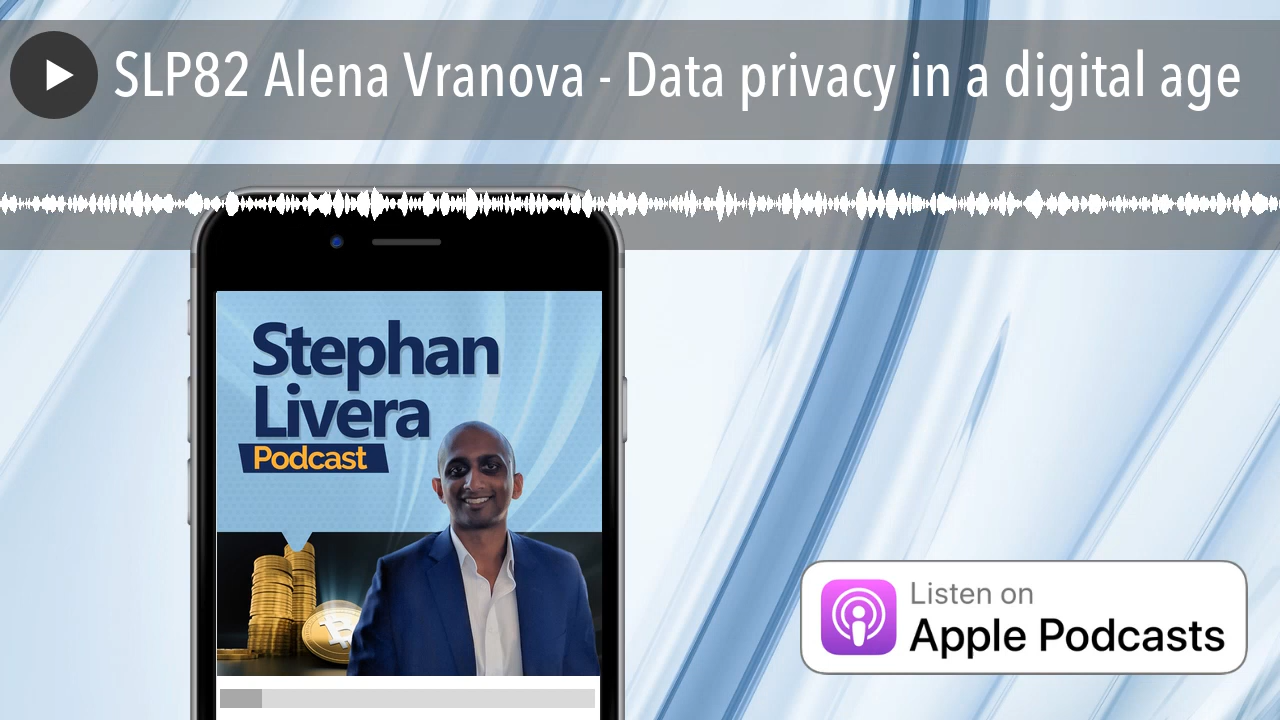 SLP82 Alena Vranova - Data privacy in a digital age
Stephan
Livera
Podcast
Listen on
Apple Podcasts